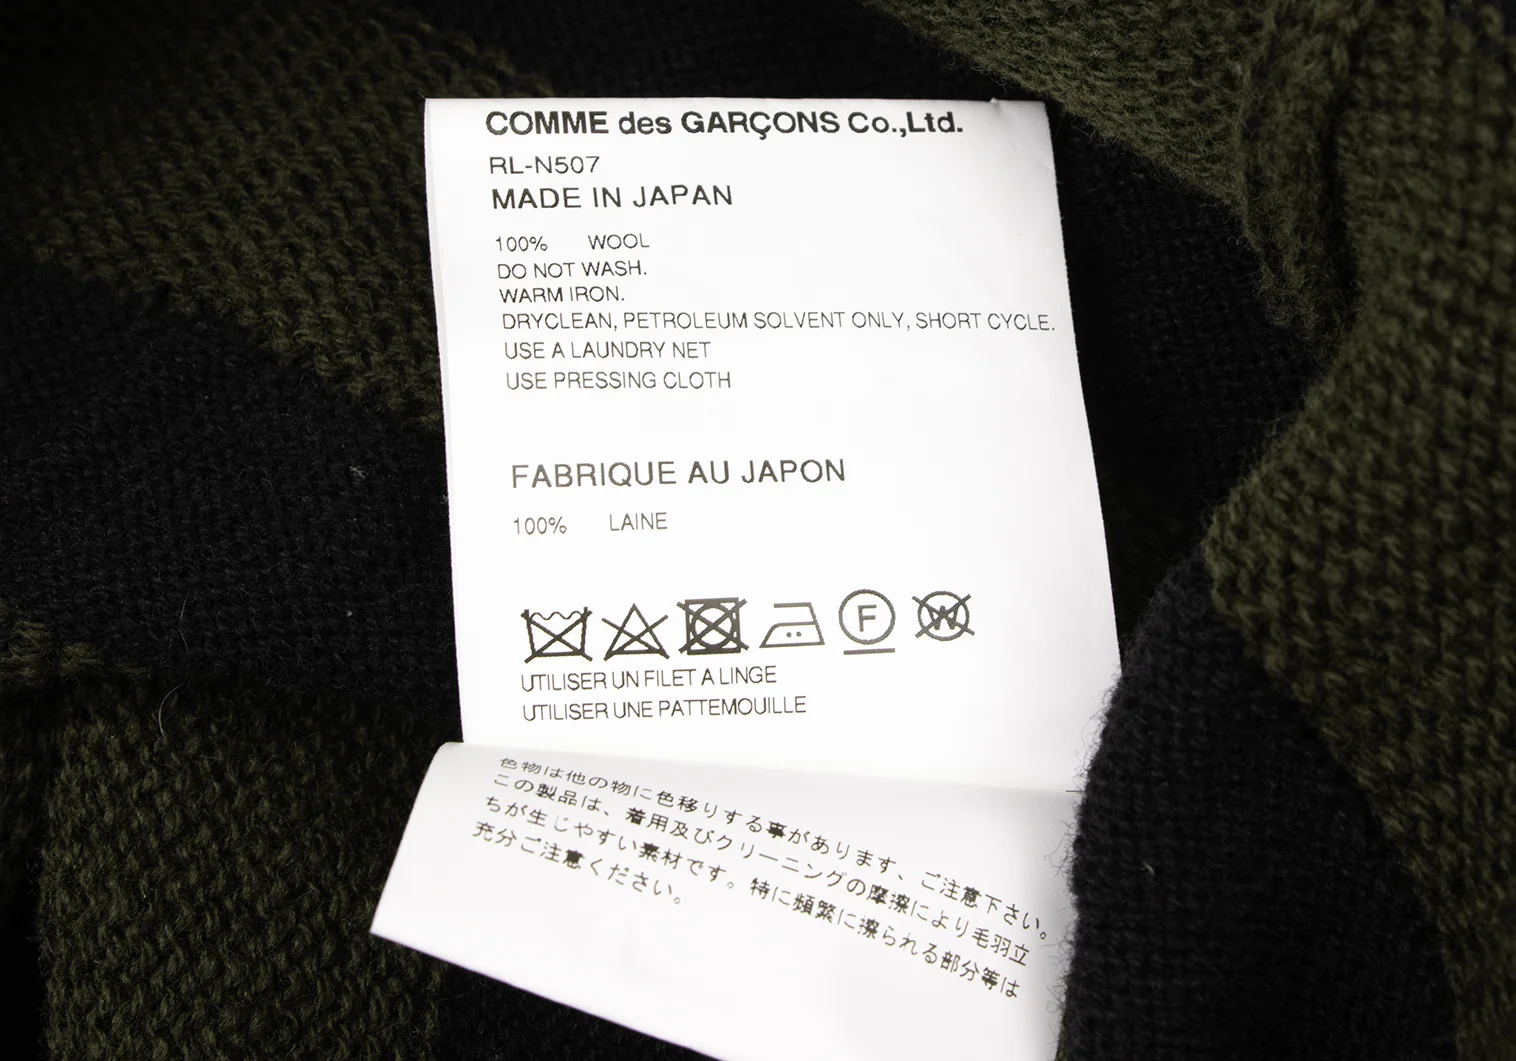 COMME des GARÇONS Co.,Ltd.
RL-N507
MADE IN JAPAN
100% WOOL
DO NOT WASH.
WARM IRON.
DRYCLEAN, PETROLEUM SOLVENT ONLY, SHORT CYCLE.
USE A LAUNDRY NET
USE PRESSING CLOTH
FABRIQUE AU JAPON
100% LAINE
F W
UTILISER UN FILET A LINGE
UTILISER UNE PATTEMOUILLE
色物は他の物に色移りする事があります、ご注意下さい。
この製品は、着用及びクリーニングの摩擦により毛羽立
ちが生じやすい素材です。特に頻繁に擦られる部分等は
充分ご注意ください。